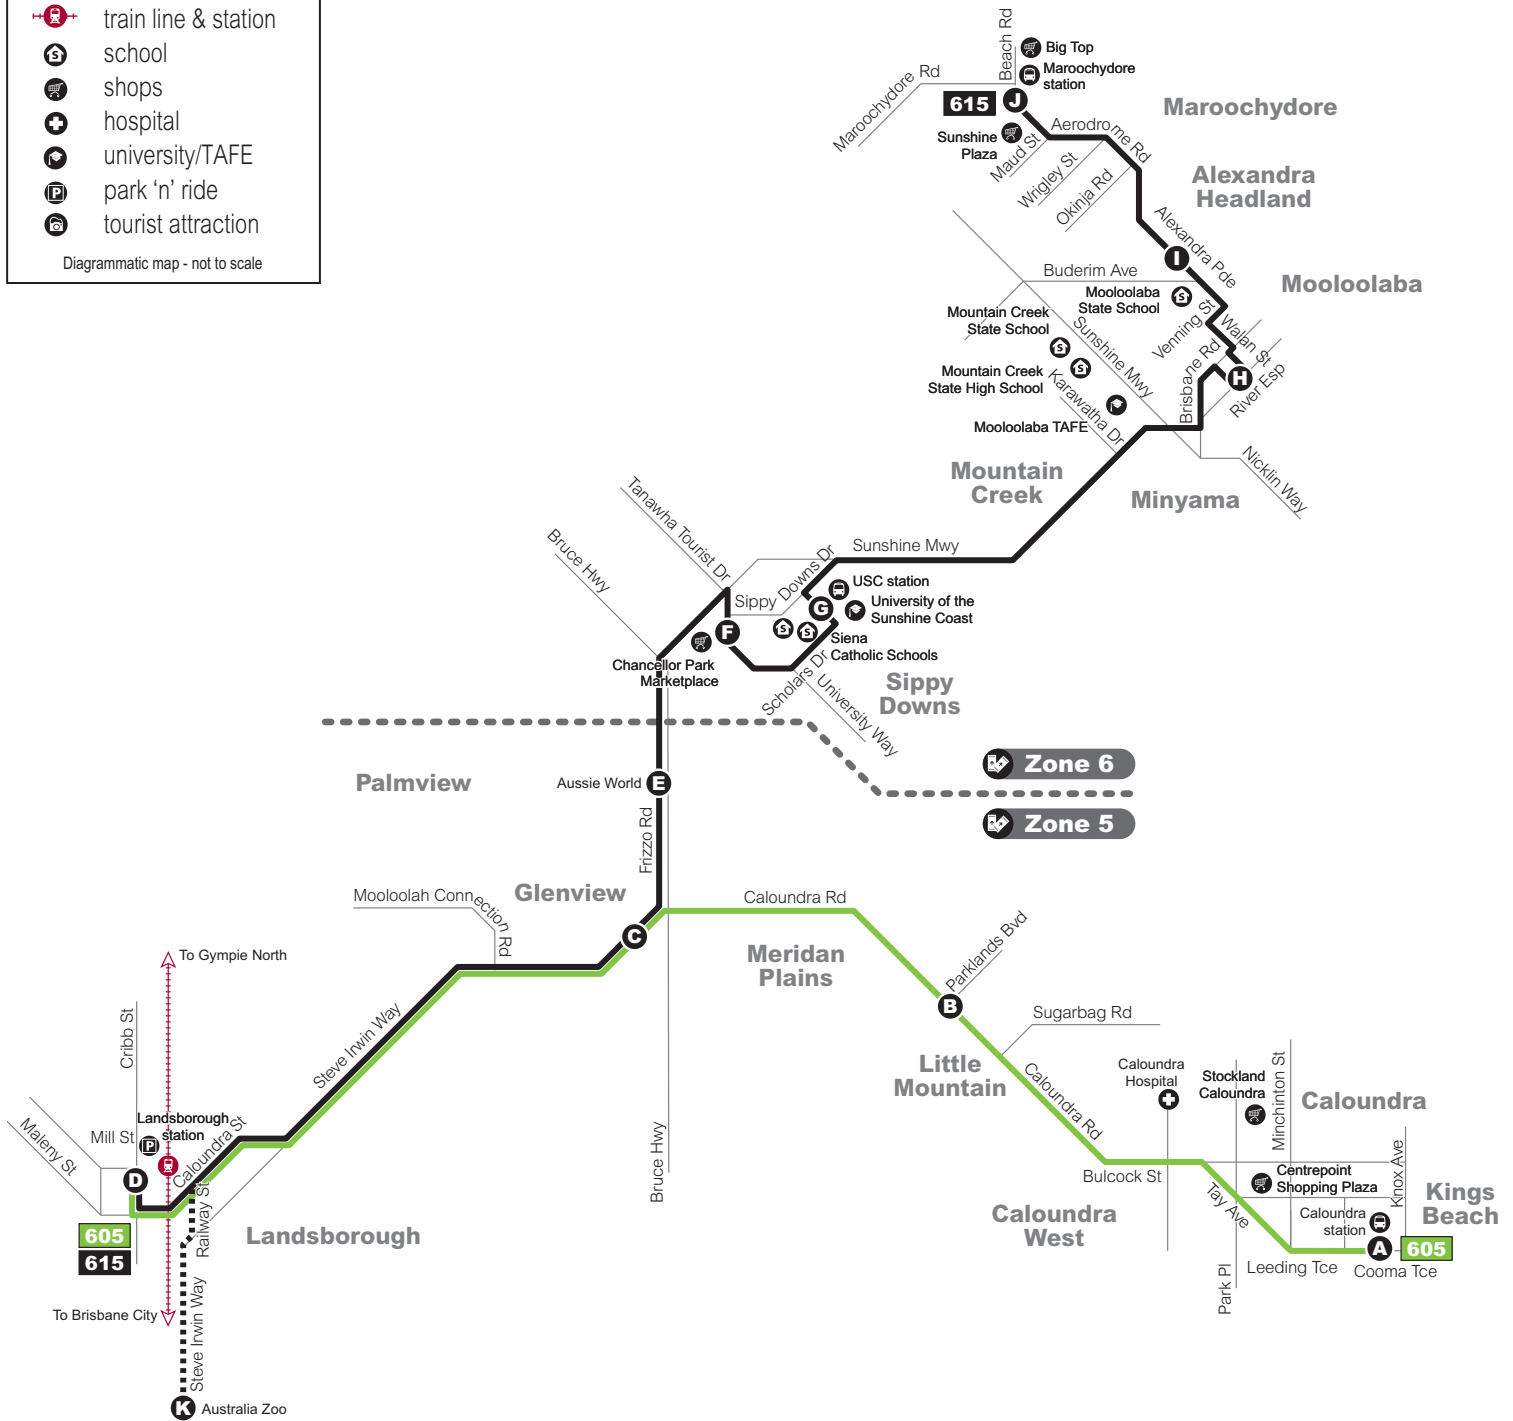 train line & station
school
shops
hospital
university/TAFE
park ‘n’ ride
tourist attraction
Diagrammatic map - not to scale
Beach Rd
Big Top
Maroochydore
station
Maroochydore Rd
615
J
Maroochydore
Sunshine
Plaza
Aerodrome Rd
Maud St
Wrigley St
Okinja Rd
Alexandra
Headland
Alexandra Pde
I
Buderim Ave
Mooloolaba
Mooloolaba
State School
Mountain Creek
State School
Sunshine Mwy
Venning St
Walan St
Brisbane Rd
H
River Esp
Mountain Creek
State High School
Karawatha Dr
Mooloolaba TAFE
Mountain
Creek
Minyama
Nicklin Way
Tanawha Tourist Dr
Bruce Hwy
Sunshine Mwy
Sippy Downs Dr
USC station
G
University of the
Sunshine Coast
F
Siena
Catholic Schools
Chancellor Park
Marketplace
Scholars Dr
University Way
Sippy
Downs
Zone 6
Zone 5
Palmview
Aussie World
E
Frizzo Rd
Glenview
Mooloolah Connection Rd
C
Caloundra Rd
Meridan
Plains
Parklands Bvd
B
Sugarbag Rd
Little
Mountain
Caloundra Rd
To Gympie North
Cribb St
Steve Irwin Way
Bruce Hwy
Caloundra
Hospital
Stockland
Caloundra
Minchinton St
Caloundra
Landsborough
station
Mill St
Maleny St
Caloundra St
D
Railway St
605
615
Landsborough
Bulcock St
Centrepoint
Shopping Plaza
Knox Ave
Kings
Beach
Tay Ave
Caloundra
station
Caloundra
West
A
605
Leeding Tce
Cooma Tce
Park Pl
To Brisbane City
Steve Irwin Way
K
Australia Zoo